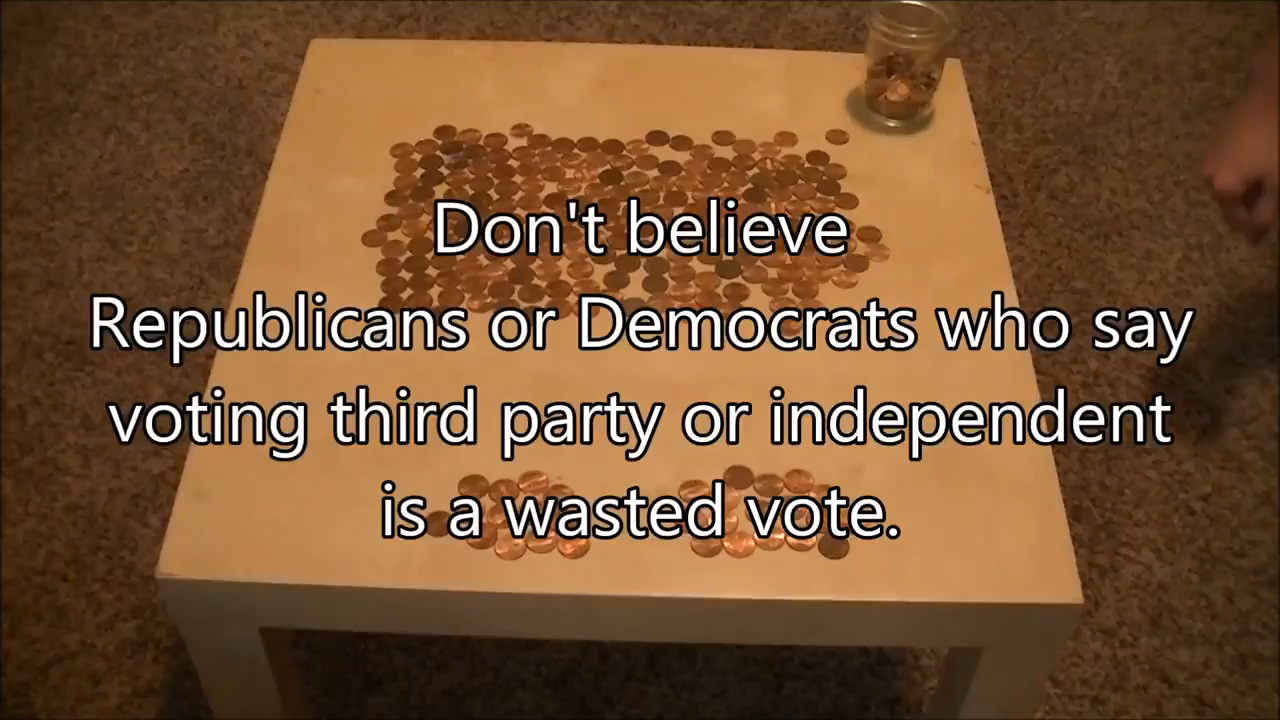 Don't believe
Republicans or Democrats who say
voting third party or independent
is a wasted vote.